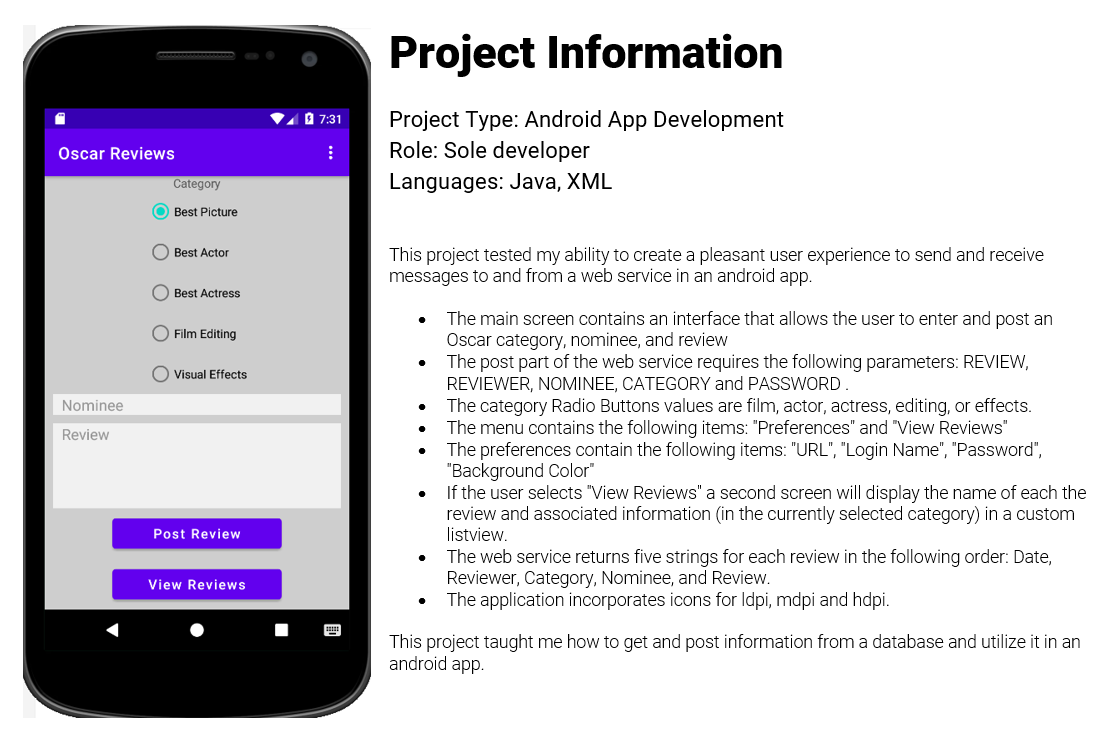 7:31
Oscar Reviews
Category
Best Picture
Best Actor
Best Actress
Film Editing
Visual Effects
Nominee
Review
Post Review
View Reviews
Project Information
Project Type: Android App Development
Role: Sole developer
Languages: Java, XML
This project tested my ability to create a pleasant user experience to send and receive
messages to and from a web service in an android app.
• The main screen contains an interface that allows the user to enter and post an
Oscar category, nominee, and review
• The post part of the web service requires the following parameters: REVIEW,
REVIEWER, NOMINEE, CATEGORY and PASSWORD .
• The category Radio Buttons values are film, actor, actress, editing, or effects.
• The menu contains the following items: "Preferences" and "View Reviews"
• The preferences contain the following items: "URL", "Login Name", "Password",
"Background Color"
• If the user selects "View Reviews" a second screen will display the name of each the
review and associated information (in the currently selected category) in a custom
listview.
• The web service returns five strings for each review in the following order: Date,
Reviewer, Category, Nominee, and Review.
• The application incorporates icons for ldpi, mdpi and hdpi.
This project taught me how to get and post information from a database and utilize it in an
android app.